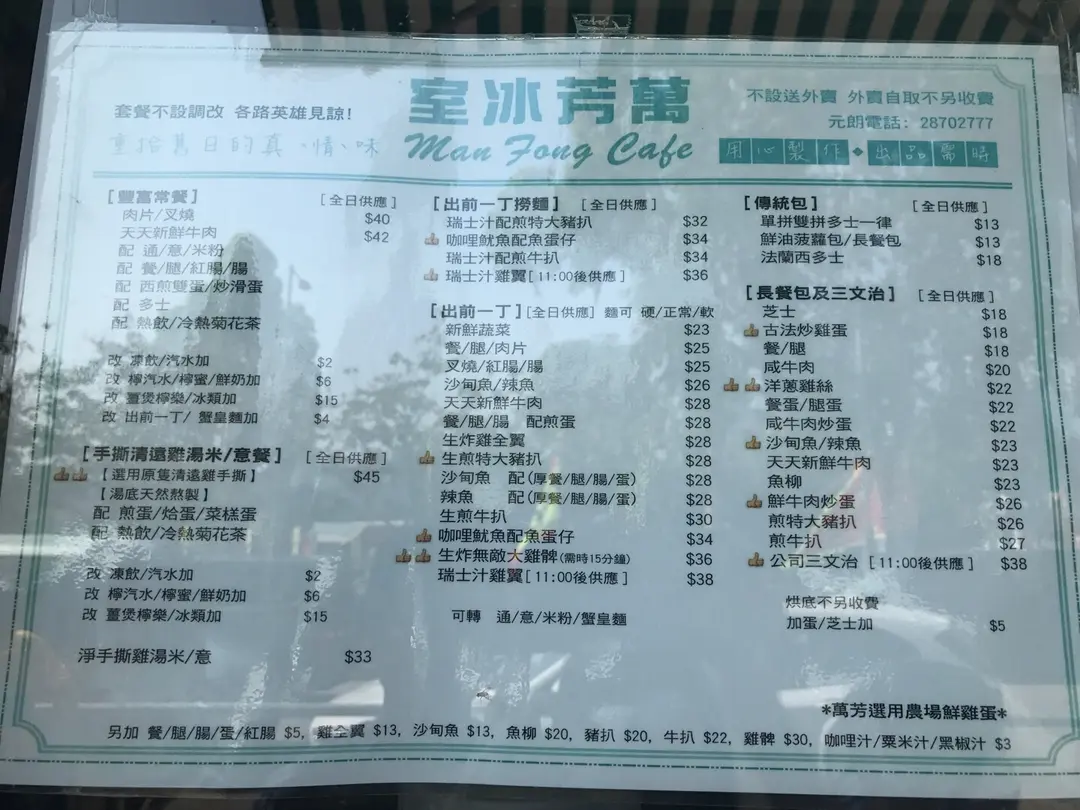 套餐不設調改 各路英雄見諒!
重拾舊日的真、情、味
室冰芳萬
Man Fong Cafe
不設送外賣 外賣自取不另收費
元朗電話: 28702777
用心製作◆出品需時
[豐富常餐] [全日供應]
肉片/叉燒 $40
天天新鮮牛肉 $42
配 通/意/米粉
配 餐/腿/紅腸/腸
配 西煎雙蛋/炒滑蛋
配 多士
配 熱飲/冷熱菊花茶
改 凍飲/汽水加 $2
改 檸汽水/檸蜜/鮮奶加 $6
改 薑煲檸樂/冰類加 $15
改 出前一丁/ 蟹皇麵加 $4
[手撕清遠雞湯米/意餐] [全日供應]
【選用原隻清遠雞手撕】 $45
【湯底天然熬製】
配 煎蛋/烚蛋/菜糕蛋
配 熱飲/冷熱菊花茶
改 凍飲/汽水加 $2
改 檸汽水/檸蜜/鮮奶加 $6
改 薑煲檸樂/冰類加 $15
淨手撕雞湯米/意 $33
[出前一丁撈麵] [全日供應]
瑞士汁配煎特大豬扒 $32
咖哩魷魚配魚蛋仔 $34
瑞士汁配煎牛扒 $34
瑞士汁雞翼[11:00後供應] $36
[出前一丁][全日供應] 麵可 硬/正常/軟
新鮮蔬菜 $23
餐/腿/肉片 $25
叉燒/紅腸/腸 $25
沙甸魚/辣魚 $26
天天新鮮牛肉 $28
餐/腿/腸 配煎蛋 $28
生炸雞全翼 $28
生煎特大豬扒 $28
沙甸魚 配(厚餐/腿/腸/蛋) $28
辣魚 配(厚餐/腿/腸/蛋) $28
生煎牛扒 $30
咖哩魷魚配魚蛋仔 $34
生炸無敵大雞髀(需時15分鐘) $36
瑞士汁雞翼[11:00後供應] $38
可轉 通/意/米粉/蟹皇麵
[傳統包] [全日供應]
單拼雙拼多士一律 $13
鮮油菠蘿包/長餐包 $13
法蘭西多士 $18
[長餐包及三文治] [全日供應]
芝士 $18
古法炒雞蛋 $18
餐/腿 $18
咸牛肉 $20
洋蔥雞絲 $22
餐蛋/腿蛋 $22
咸牛肉炒蛋 $22
沙甸魚/辣魚 $23
天天新鮮牛肉 $23
魚柳 $23
鮮牛肉炒蛋 $26
煎特大豬扒 $26
煎牛扒 $27
公司三文治 [11:00後供應] $38
烘底不另收費
加蛋/芝士加 $5
*萬芳選用農場鮮雞蛋*
另加 餐/腿/腸/蛋/紅腸 $5, 雞全翼 $13, 沙甸魚 $13, 魚柳 $20, 豬扒 $20, 牛扒 $22, 雞髀 $30, 咖哩汁/粟米汁/黑椒汁 $3